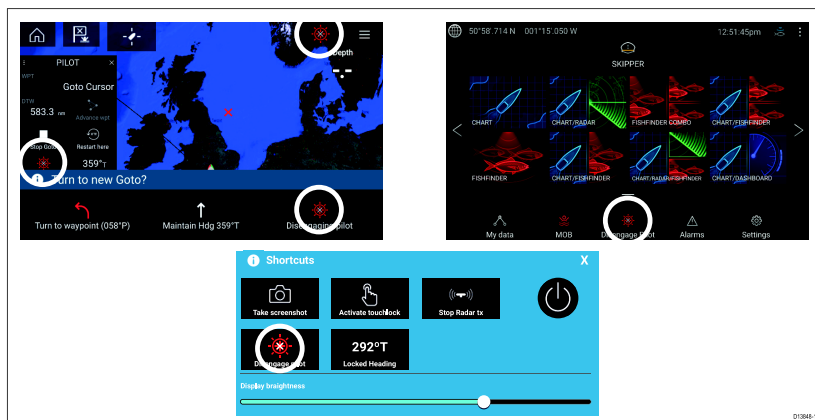 Depth
-.-
PILOT
X
WPT
Goto Cursor
DTW
583.3 nm
Advance wpt
Stop Goto
Restart here
359°T
Turn to new Goto?
Turn to waypoint (058°P)
Maintain Hdg 359°T
Disengaging pilot
50°58'.714 N 001°15'.050 W
12:51:45pm
SKIPPER
CHART
CHART/RADAR
FISHFINDER COMBO
CHART/FISHFINDER
FISHFINDER
CHART/FISHFINDER
CHART/RADAR/FISHFINDER
CHART/DASHBOARD
My data
MOB
Disengage Pilot
Alarms
Settings
Shortcuts
X
Take screenshot
Activate touchlock
Stop Radar tx
292°T
Disengage pilot
Locked Heading
Display braightness